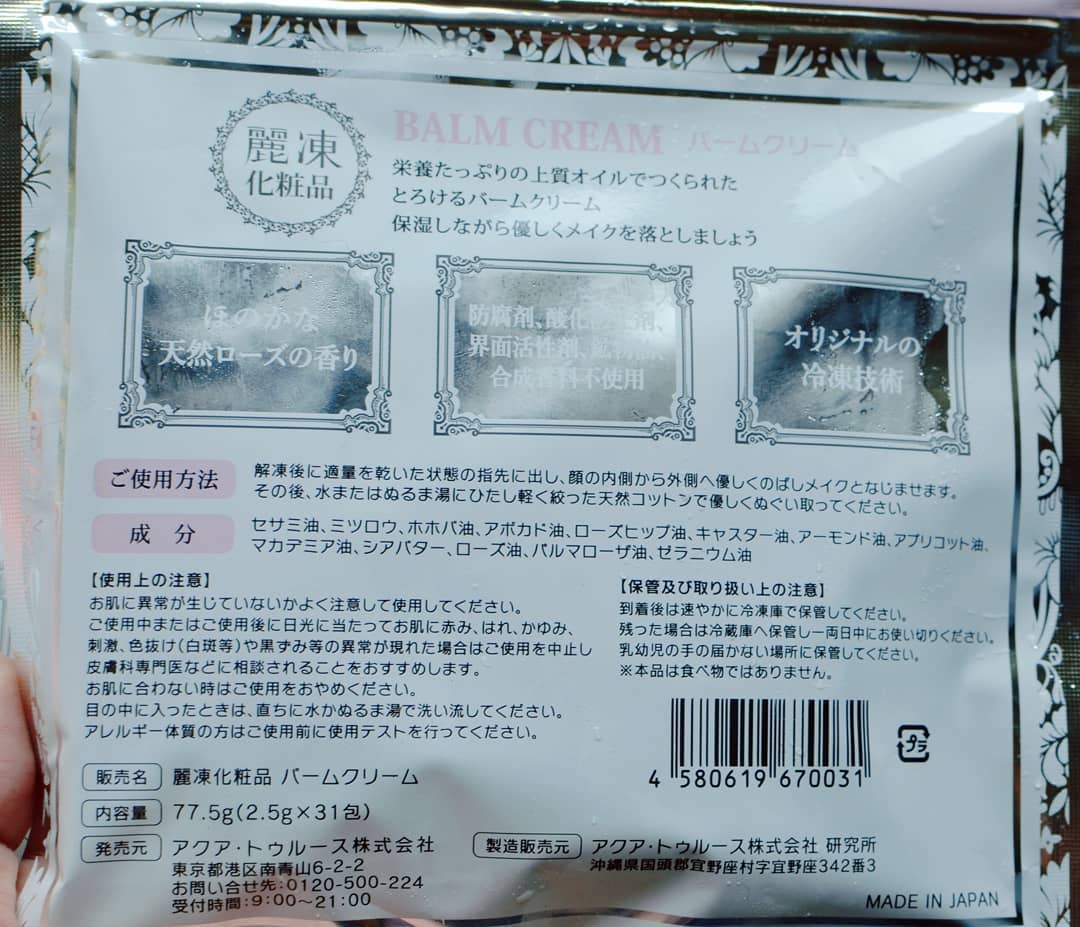 麗凍
化粧品
BALM CREAM バームクリーム
栄養たっぷりの上質オイルでつくられた
とろけるバームクリーム
保湿しながら優しくメイクを落としましょう
ほのかな
天然ローズの香り
防腐剤、酸化防止剤、
界面活性剤、鉱物油、
合成香料不使用
オリジナルの
冷凍技術
ご使用方法
解凍後に適量を乾いた状態の指先に出し、顔の内側から外側へ優しくのばしメイクとなじませます。
その後、水またはぬるま湯にひたし軽く絞った天然コットンで優しくぬぐい取ってください。
成分
セサミ油、ミツロウ、ホホバ油、アボカド油、ローズヒップ油、キャスター油、アーモンド油、アプリコット油、
マカデミア油、シアバター、ローズ油、パルマローザ油、ゼラニウム油
【使用上の注意】
お肌に異常が生じていないかよく注意して使用してください。
ご使用中またはご使用後に日光に当たってお肌に赤み、はれ、かゆみ、
刺激、色抜け(白斑等)や黒ずみ等の異常が現れた場合はご使用を中止し
皮膚科専門医などに相談されることをおすすめします。
お肌に合わない時はご使用をおやめください。
目の中に入ったときは、直ちに水かぬるま湯で洗い流してください。
アレルギー体質の方はご使用前に使用テストを行ってください。
【保管及び取り扱い上の注意】
到着後は速やかに冷凍庫で保管してください。
残った場合は冷蔵庫へ保管し一両日中にお使い切りください。
乳幼児の手の届かない場所に保管してください。
※本品は食べ物ではありません。
4 580619 670031
プラ
販売名 麗凍化粧品 バームクリーム
内容量 77.5g(2.5g×31包)
発売元 アクア・トゥルース株式会社
東京都港区南青山6-2-2
お問い合せ先:0120-500-224
受付時間:9:00~21:00
製造販売元 アクア・トゥルース株式会社 研究所
沖縄県国頭郡宜野座村字宜野座342番3
MADE IN JAPAN